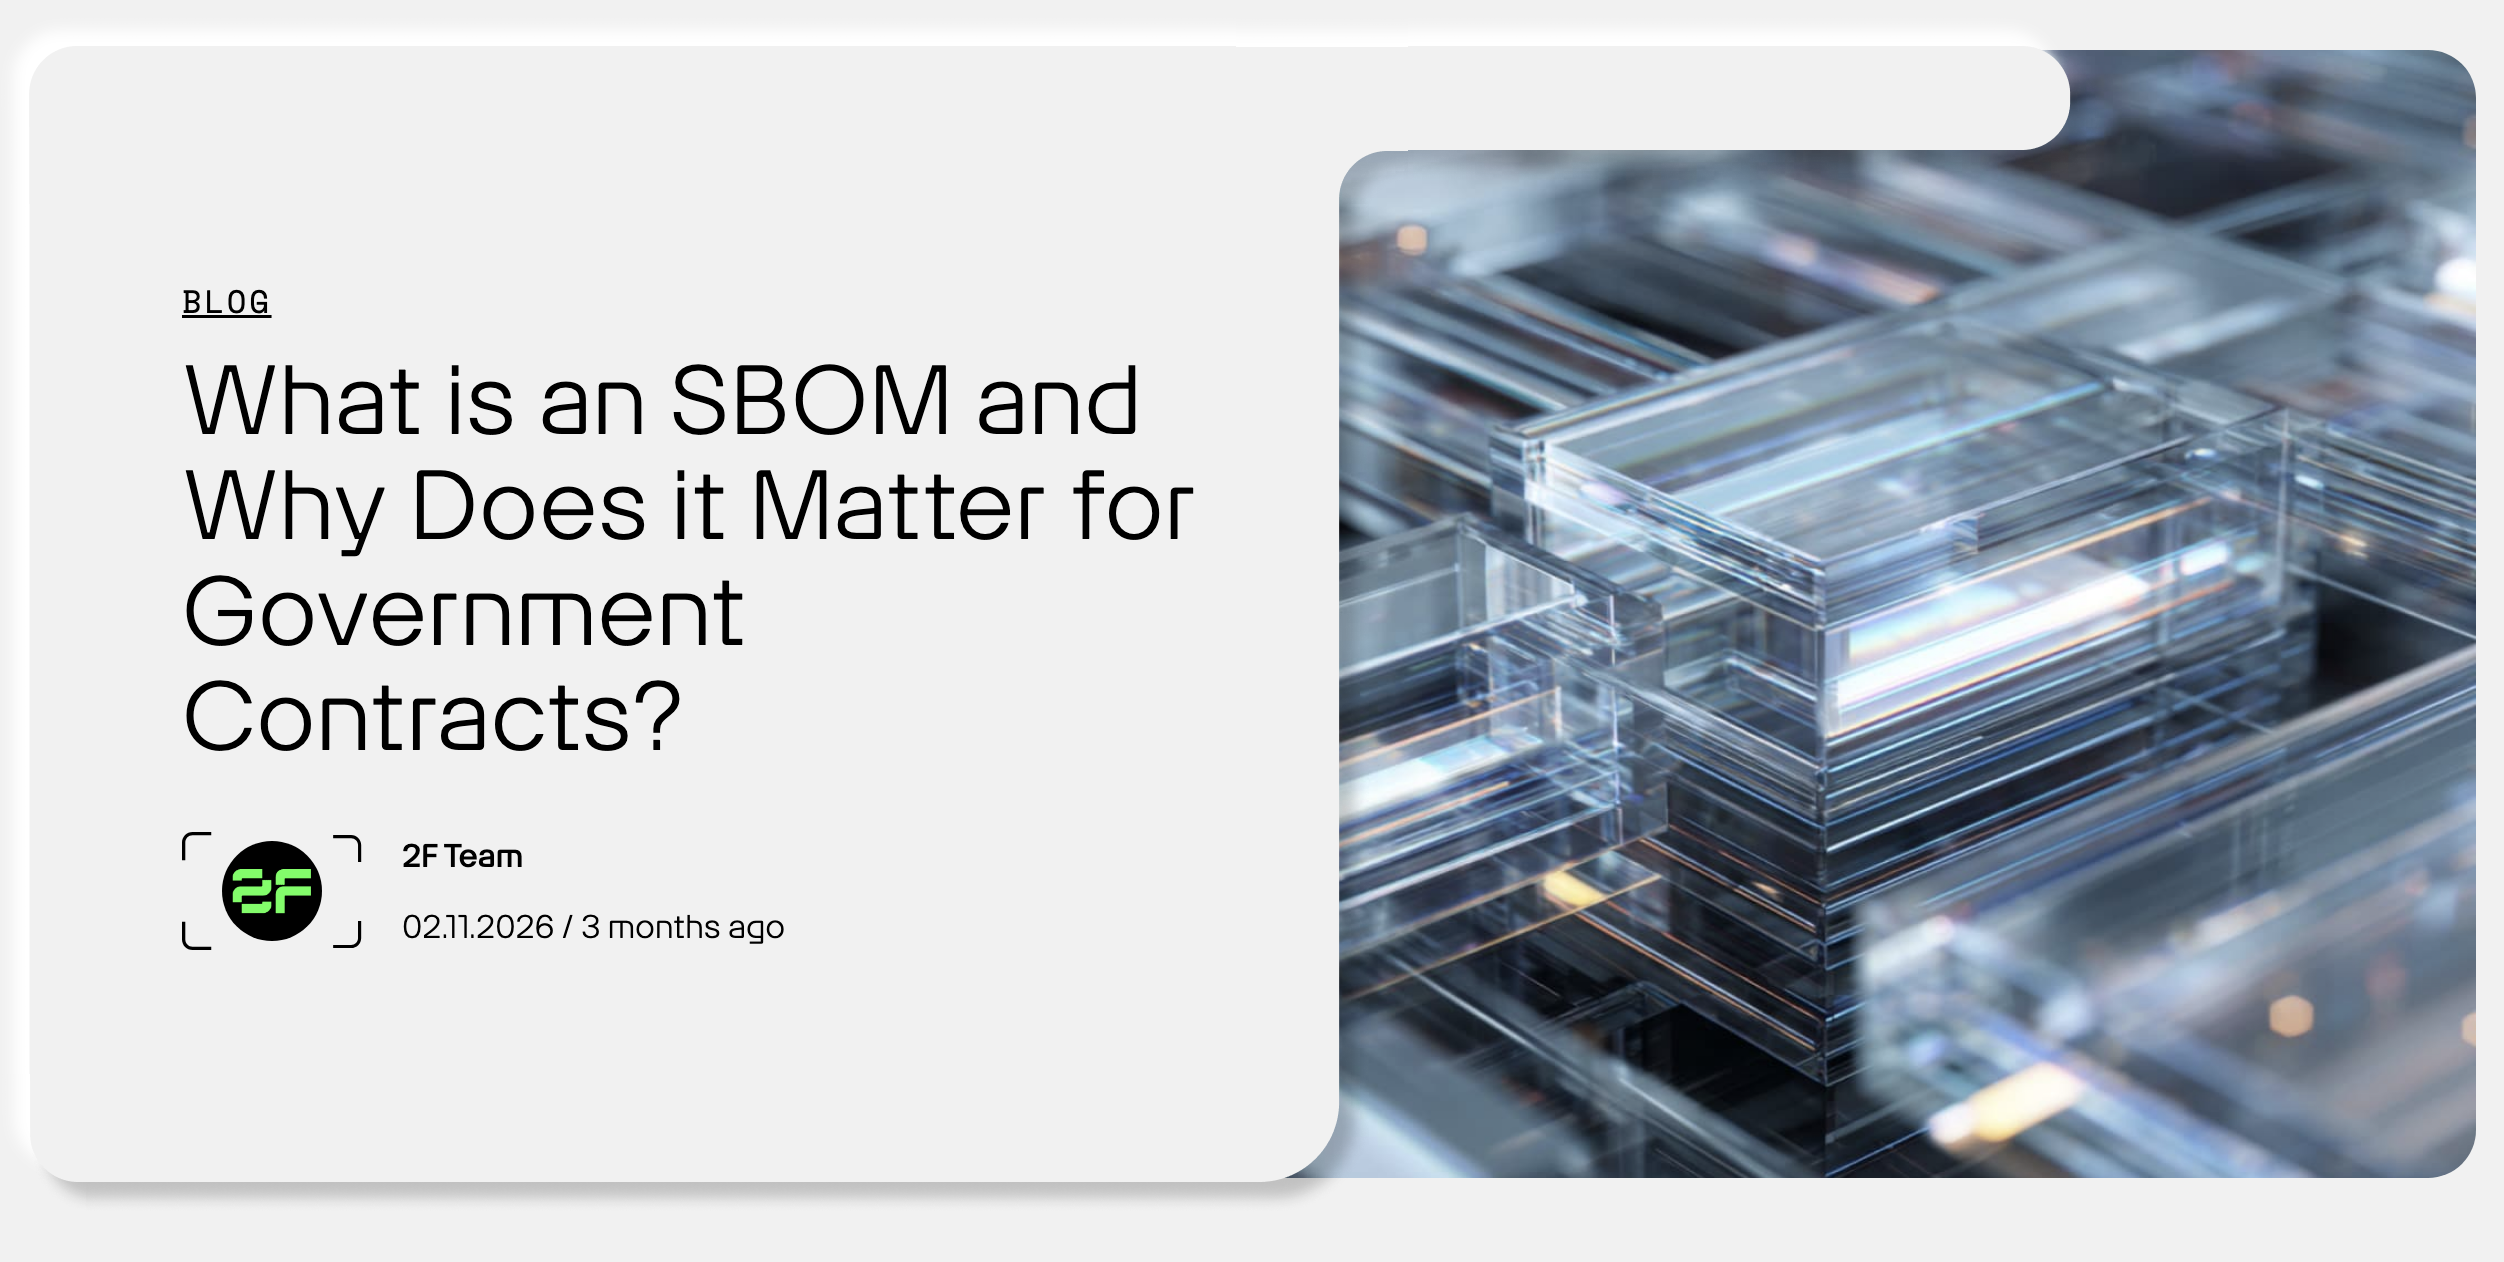 BLOG
What is an SBOM and
Why Does it Matter for
Government
Contracts?
2F
2F Team
02.11.2026 / 3 months ago